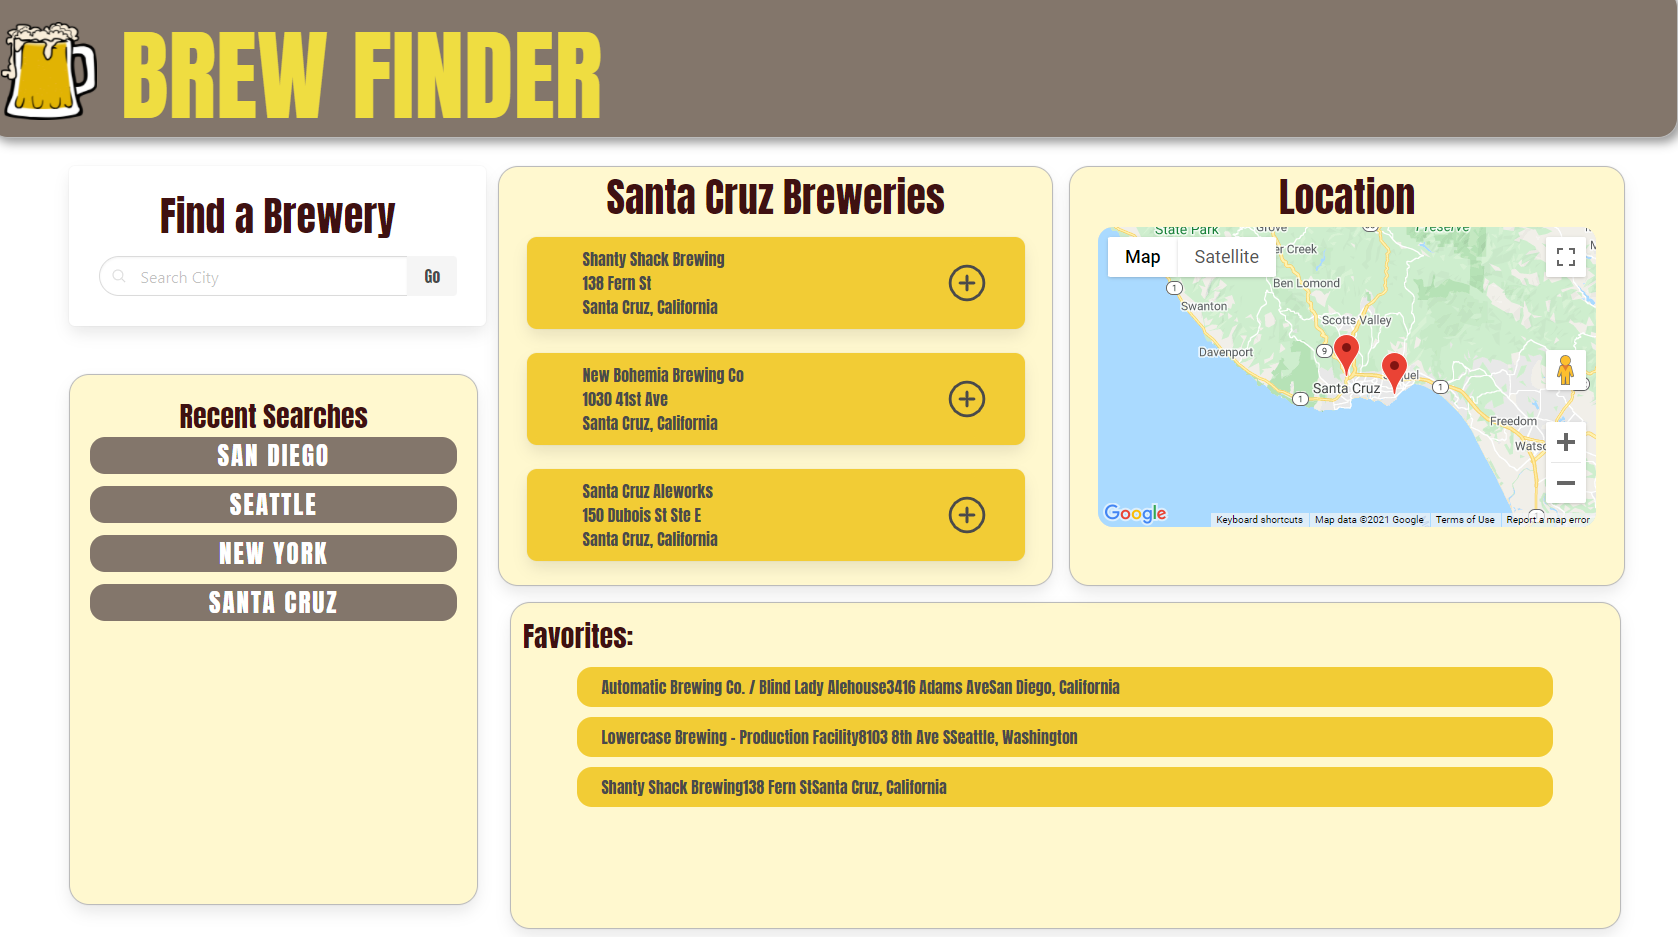 BREW FINDER
Find a Brewery
Search City
Go
Recent Searches
SAN DIEGO
SEATTLE
NEW YORK
SANTA CRUZ
Santa Cruz Breweries
Shanty Shack Brewing
138 Fern St
Santa Cruz, California
New Bohemia Brewing Co
1030 41st Ave
Santa Cruz, California
Santa Cruz Aleworks
150 Dubois St Ste E
Santa Cruz, California
Location
State Park
Map
Satellite
er Creek
Ben Lomond
1
Swanton
Scotts Valley
Davenport
9
Santa Cruz
1
1
Freedom
Google
Keyboard shortcuts
Map data ©2021 Google
Terms of Use
Report a map error
Favorites:
Automatic Brewing Co. / Blind Lady Alehouse3416 Adams AveSan Diego, California
Lowercase Brewing - Production Facility8103 8th Ave SSeattle, Washington
Shanty Shack Brewing138 Fern StSanta Cruz, California